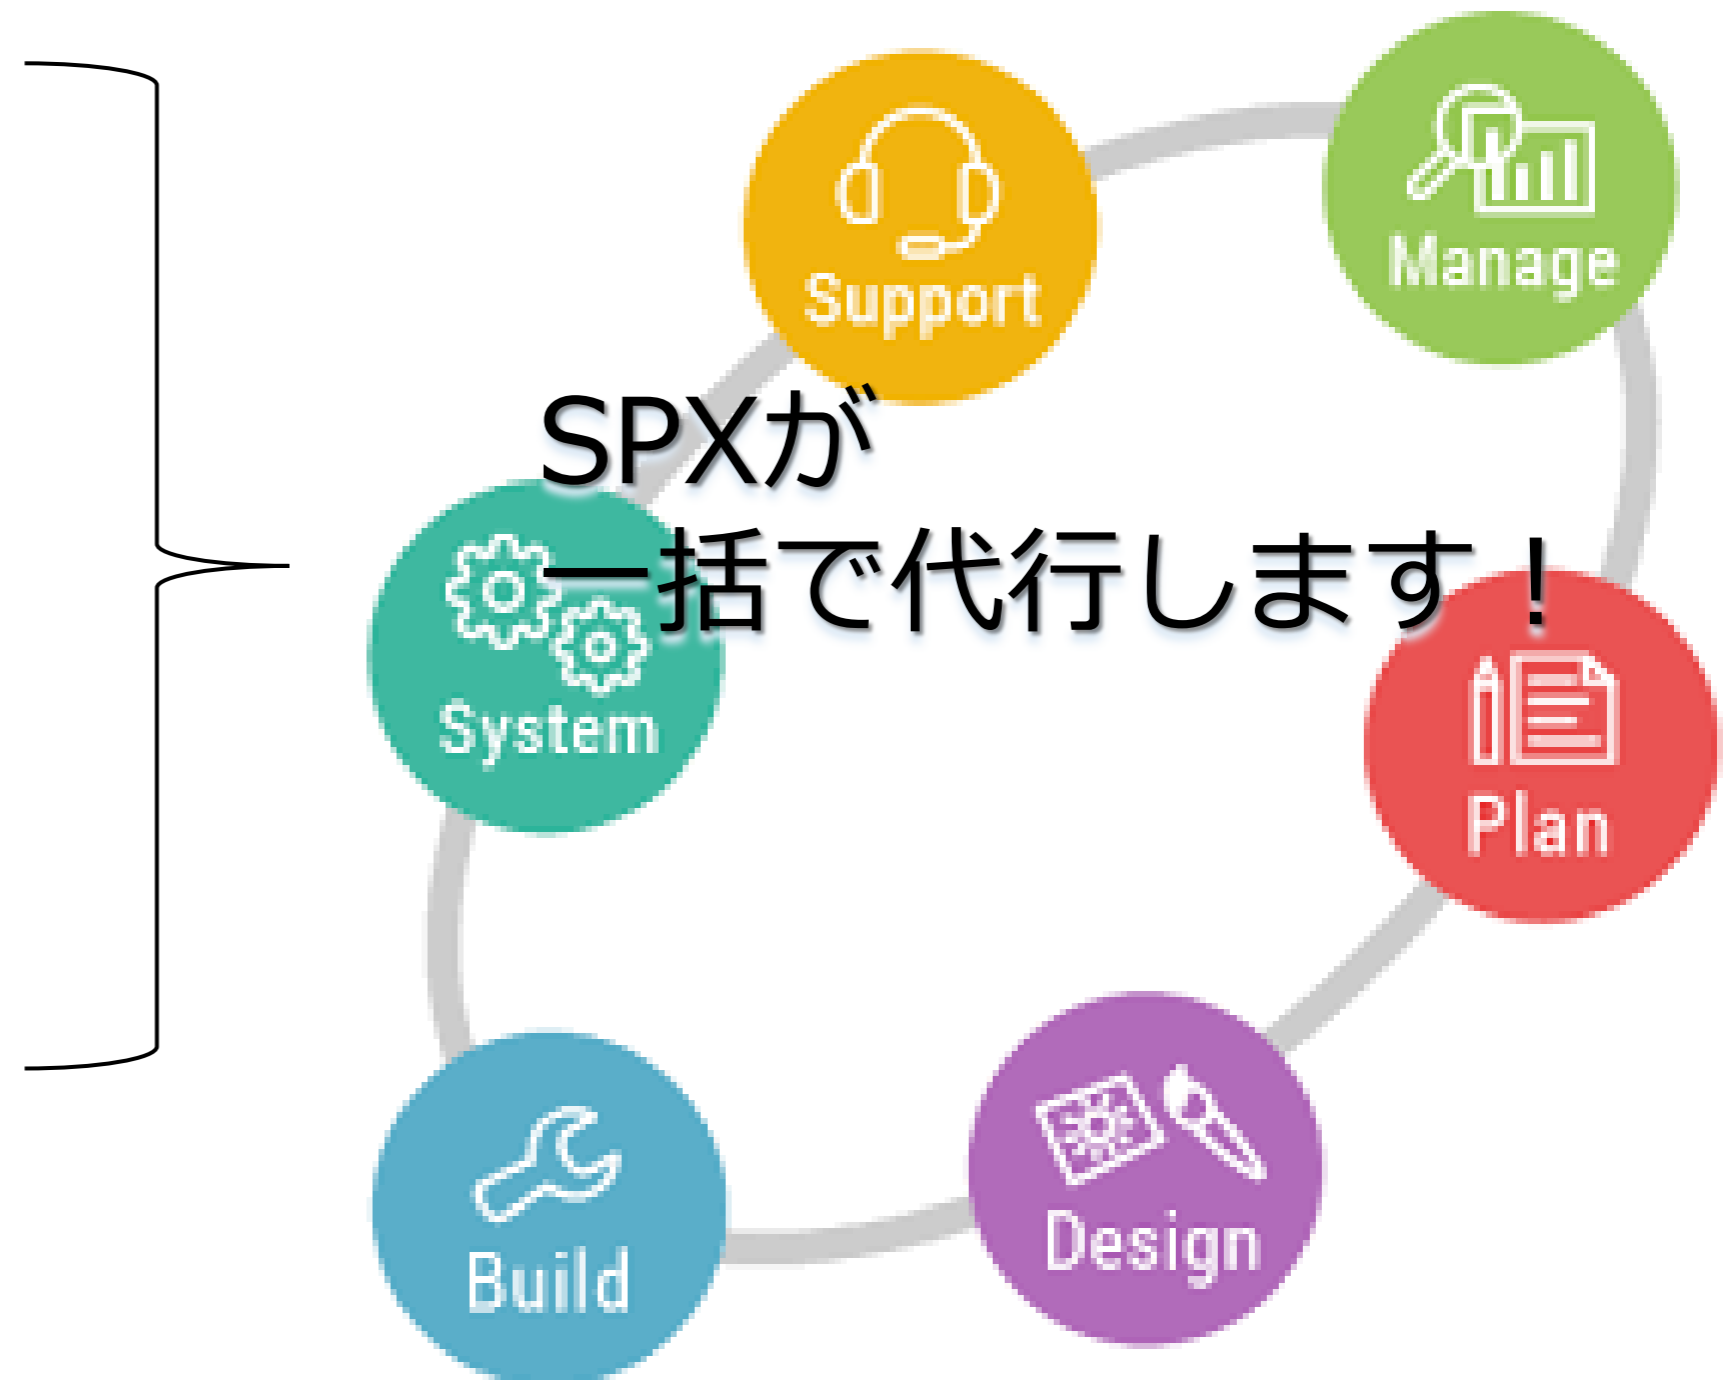 Manage
Support
SPXが
一括で代行します！
System
Plan
Design
Build